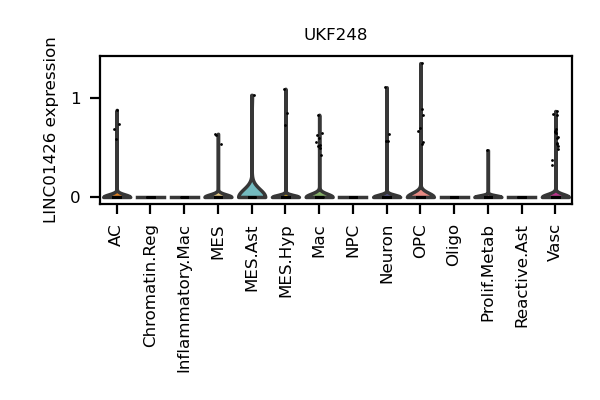 UKF248
LINC01426 expression
1
0
AC
Chromatin.Reg
Inflammatory.Mac
MES
MES.Ast
MES.Hyp
Mac
NPC
Neuron
OPC
Oligo
Prolif.Metab
Reactive.Ast
Vasc